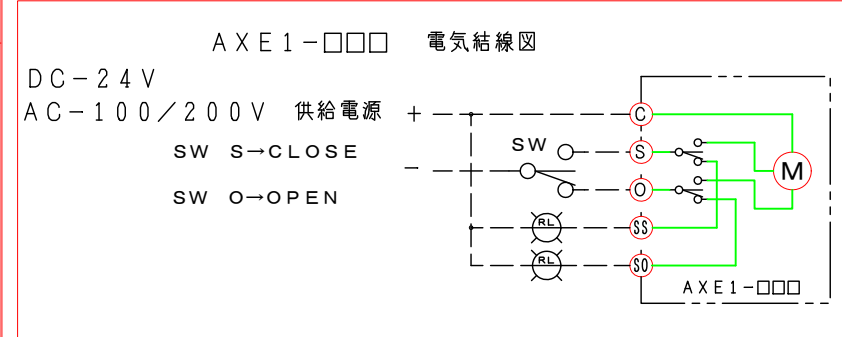 AXE1-□□□ 電気結線図
DC-24V
AC-100/200V 供給電源 +
SW S→CLOSE
-
SW O→OPEN
SW
C
S
O
SS
SO
RL
RL
M
AXE1-□□□